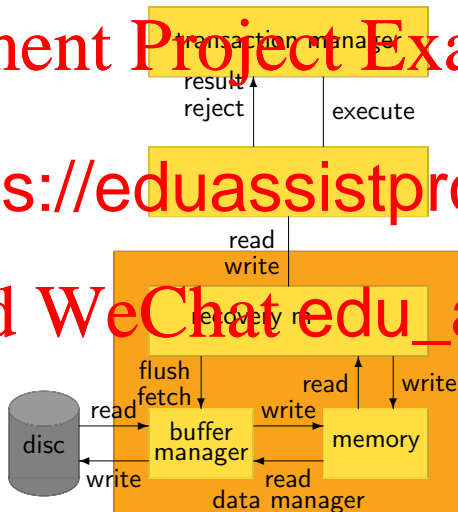 ment Project Exa
transaction manager
result
reject
execute
s://eduassistpro
read
write
d WeChat edu_a
recovery m
flush
fetch
read
write
read
write
disc
buffer
manager
memory
write
read
data manager